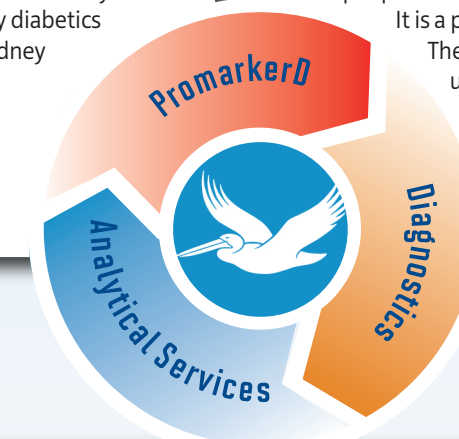 y diabetics
dney
It is a p
The
u
PromarkerD
Diagnostics
Analytical Services